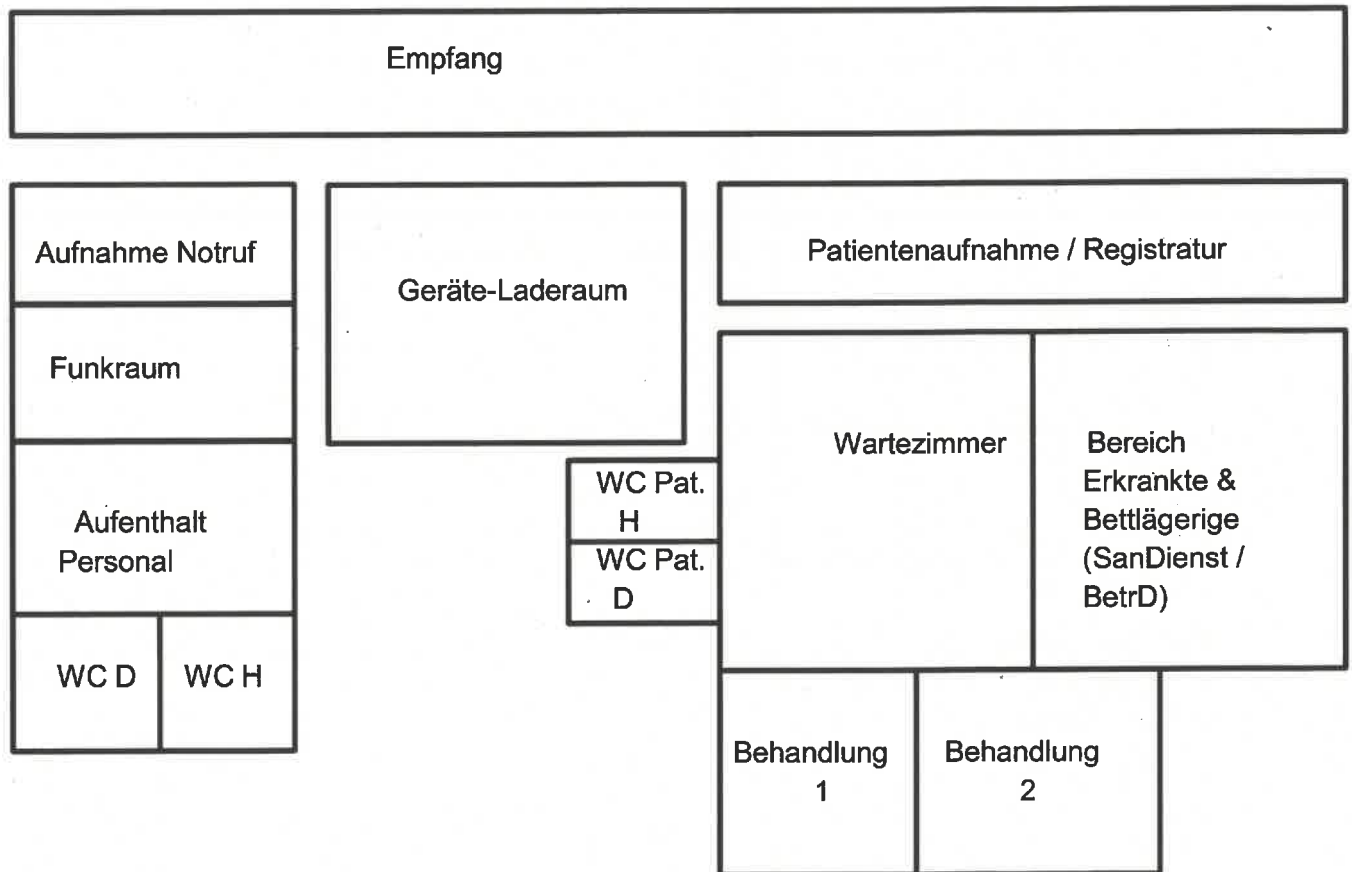 Empfang
Aufnahme Notruf
Funkraum
Aufenthalt
Personal
WC D
WC H
Geräte-Laderaum
WC Pat.
H
WC Pat.
D
Patientenaufnahme / Registratur
Wartezimmer
Bereich
Erkrankte &
Bettlägerige
(SanDienst /
BetrD)
Behandlung
1
Behandlung
2